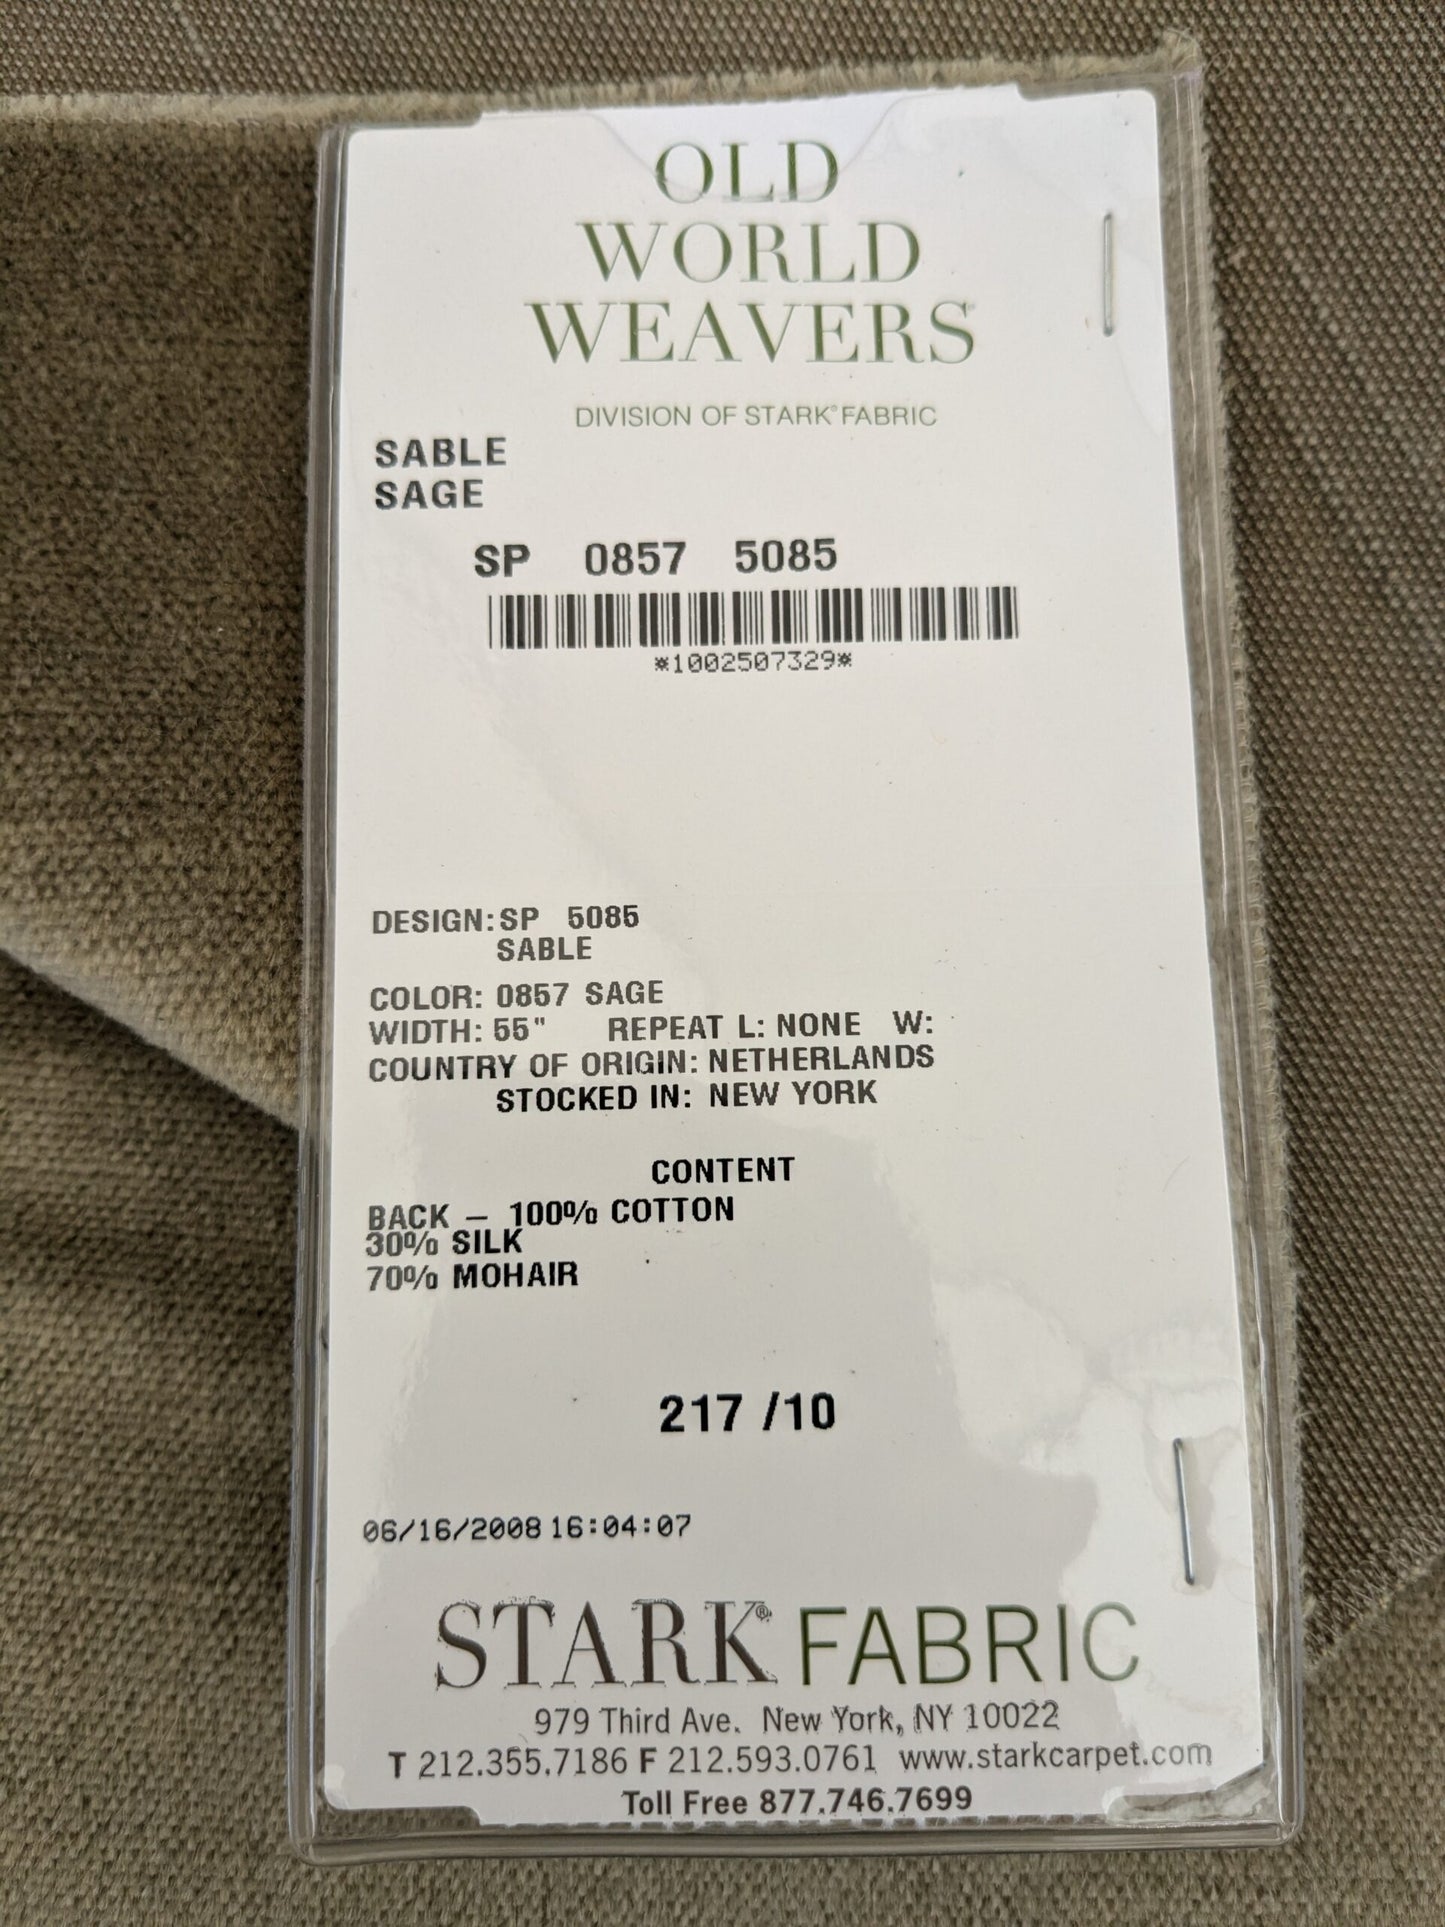 OLD
WORLD
WEAVERS
DIVISION OF STARK® FABRIC
SABLE
SAGE
SP 0857 5085
*1002507329*
DESIGN: SP 5085
SABLE
COLOR: 0857 SAGE
WIDTH: 55" REPEAT L: NONE W:
COUNTRY OF ORIGIN: NETHERLANDS
STOCKED IN: NEW YORK
CONTENT
BACK – 100% COTTON
30% SILK
70% MOHAIR
217 /10
06/16/2008 16:04:07
STARK® FABRIC
979 Third Ave. New York, NY 10022
T 212.355.7186 F 212.593.0761 www.starkcarpet.com
Toll Free 877.746.7699